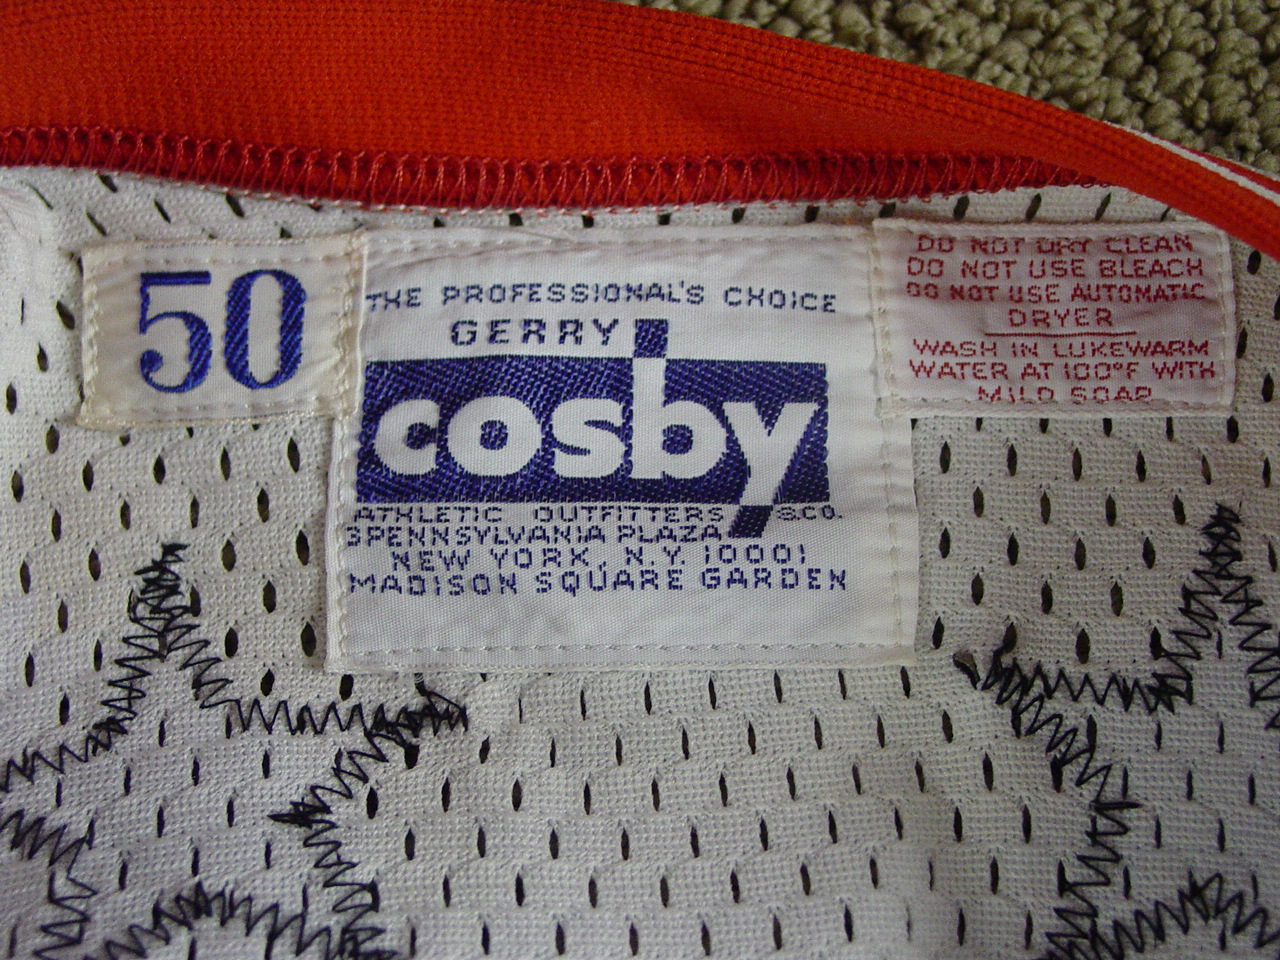 50
THE PROFESSIONAL'S CHOICE
GERRY
cosby
ATHLETIC OUTFITTERS & CO.
3 PENNSYLVANIA PLAZA
NEW YORK, N.Y. 10001
MADISON SQUARE GARDEN
DO NOT DRY CLEAN
DO NOT USE BLEACH
DO NOT USE AUTOMATIC
DRYER
WASH IN LUKEWARM
WATER AT 100°F WITH
MILD SOAP